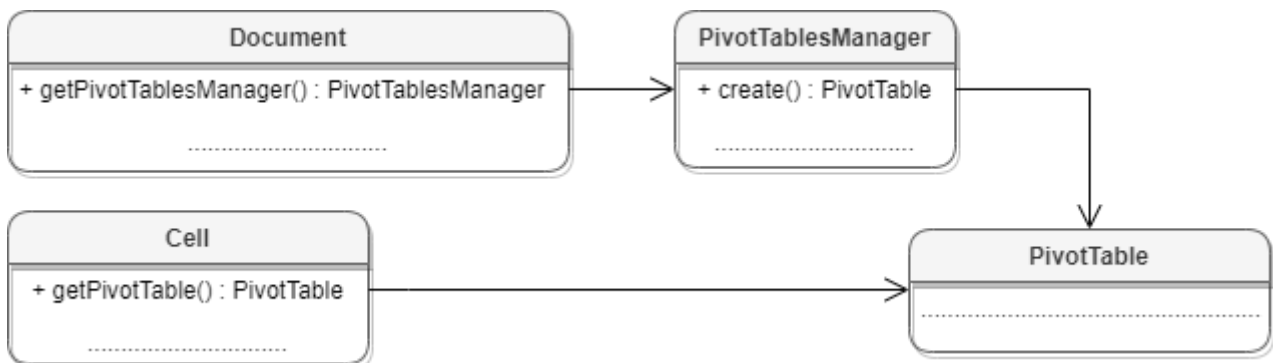 Document
+ getPivotTablesManager() : PivotTablesManager
PivotTablesManager
+ create() : PivotTable
Cell
+ getPivotTable() : PivotTable
PivotTable